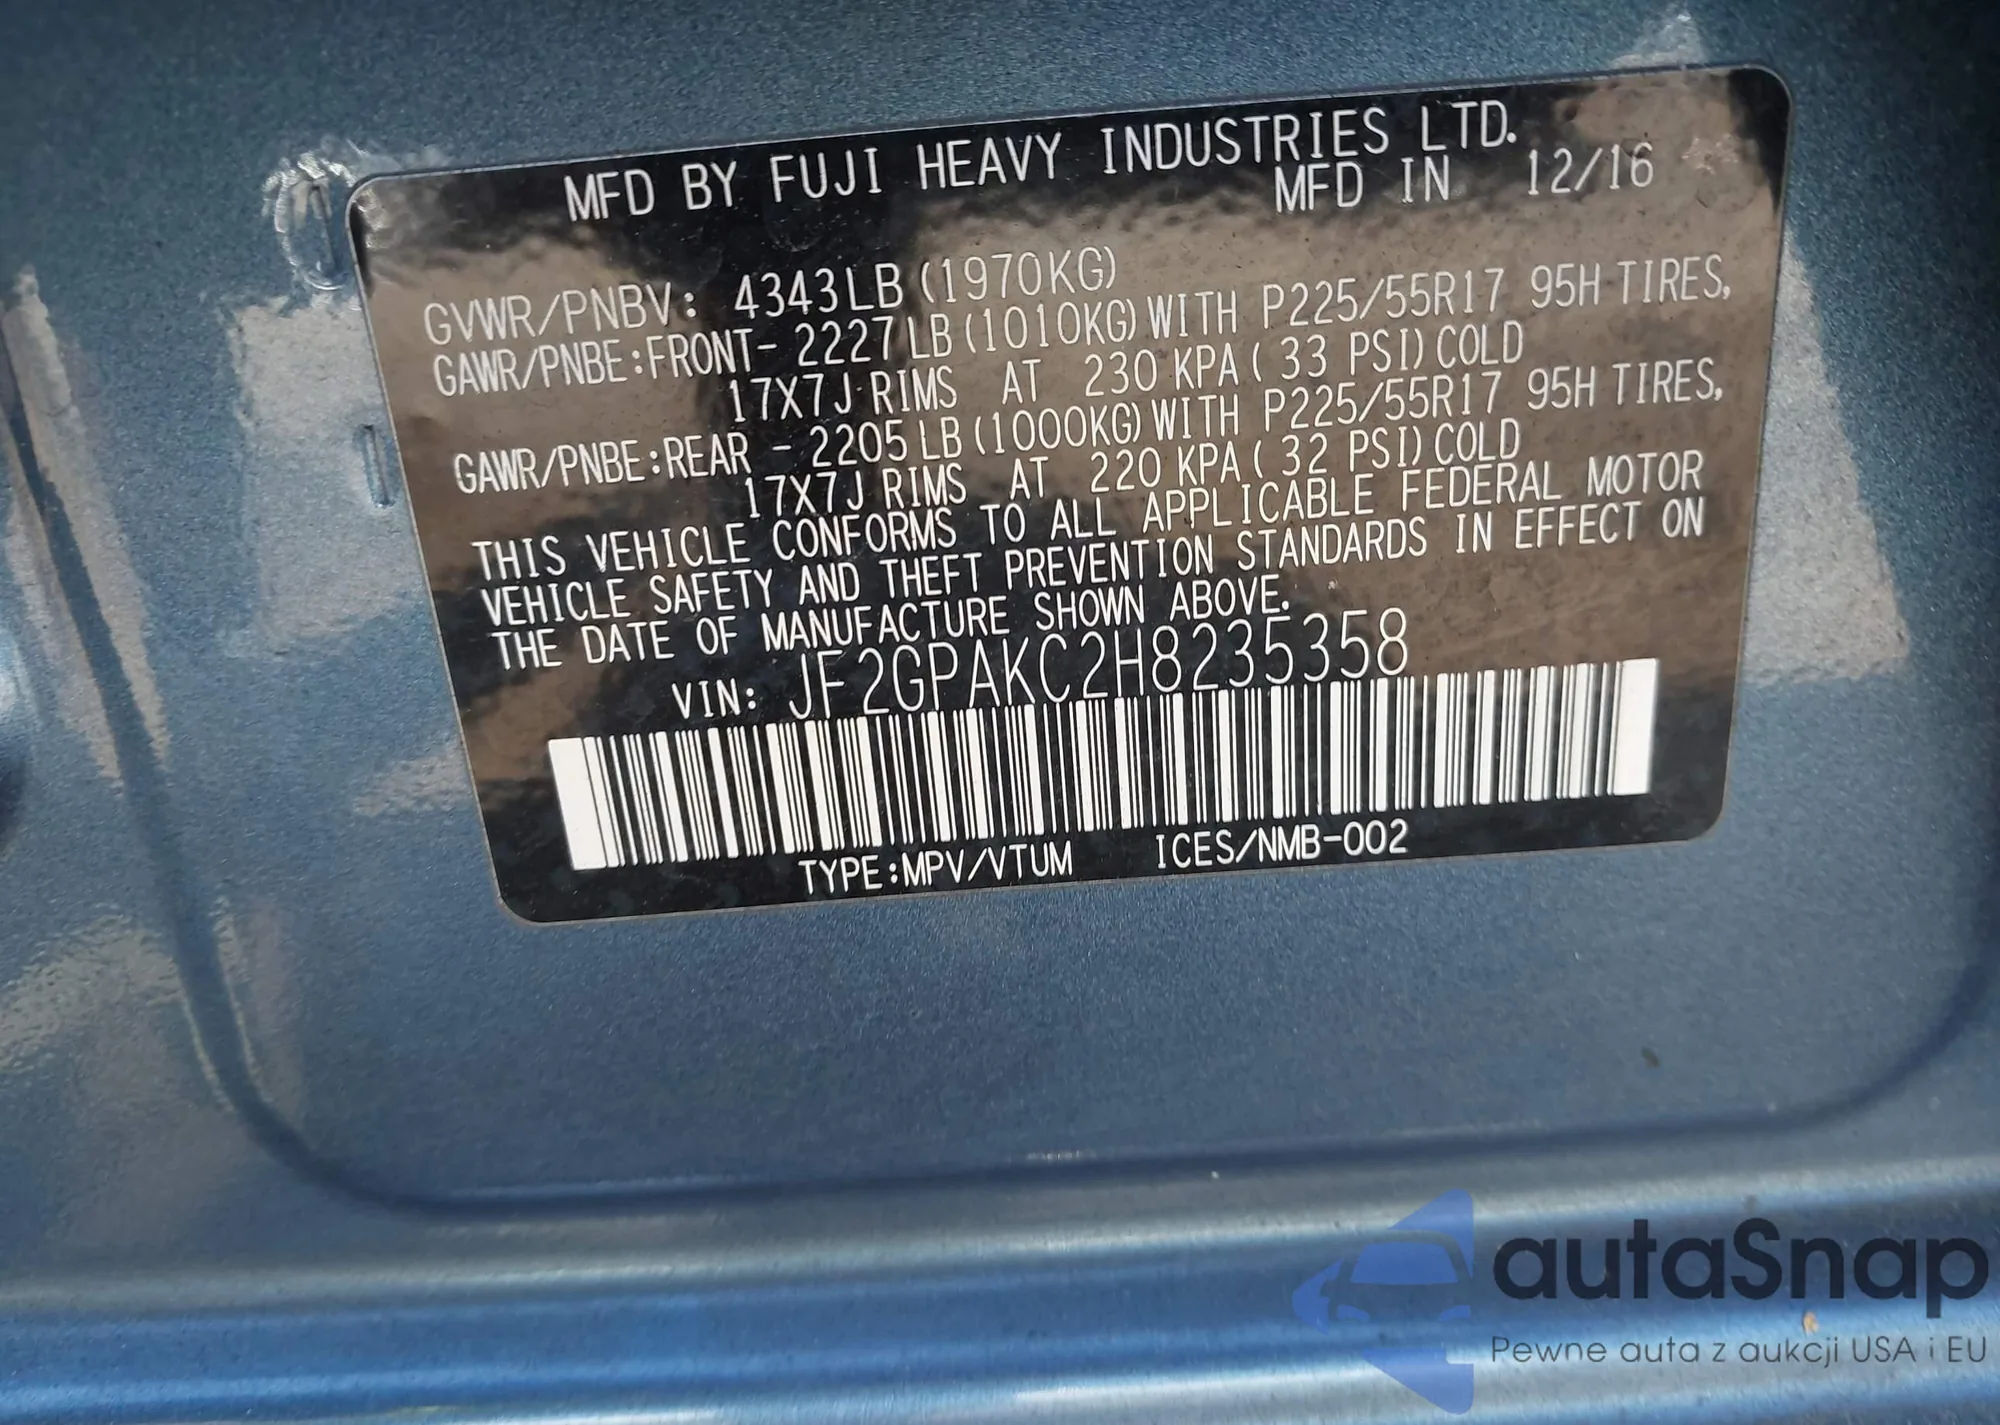 MFD BY FUJI HEAVY INDUSTRIES LTD.
MFD IN 12/16
GVWR/PNBV: 4343LB (1970KG)
GAWR/PNBE:FRONT- 2227LB (1010KG) WITH P225/55R17 95H TIRES,
17X7J RIMS AT 230 KPA ( 33 PSI) COLD
GAWR/PNBE:REAR - 2205LB (1000KG) WITH P225/55R17 95H TIRES,
17X7J RIMS AT 220 KPA ( 32 PSI) COLD
THIS VEHICLE CONFORMS TO ALL APPLICABLE FEDERAL MOTOR
VEHICLE SAFETY AND THEFT PREVENTION STANDARDS IN EFFECT ON
THE DATE OF MANUFACTURE SHOWN ABOVE.
VIN: JF2GPAKC2H8235358
TYPE:MPV/VTUM ICES/NMB-002
autaSnap
Pewne auta z aukcji USA i EU